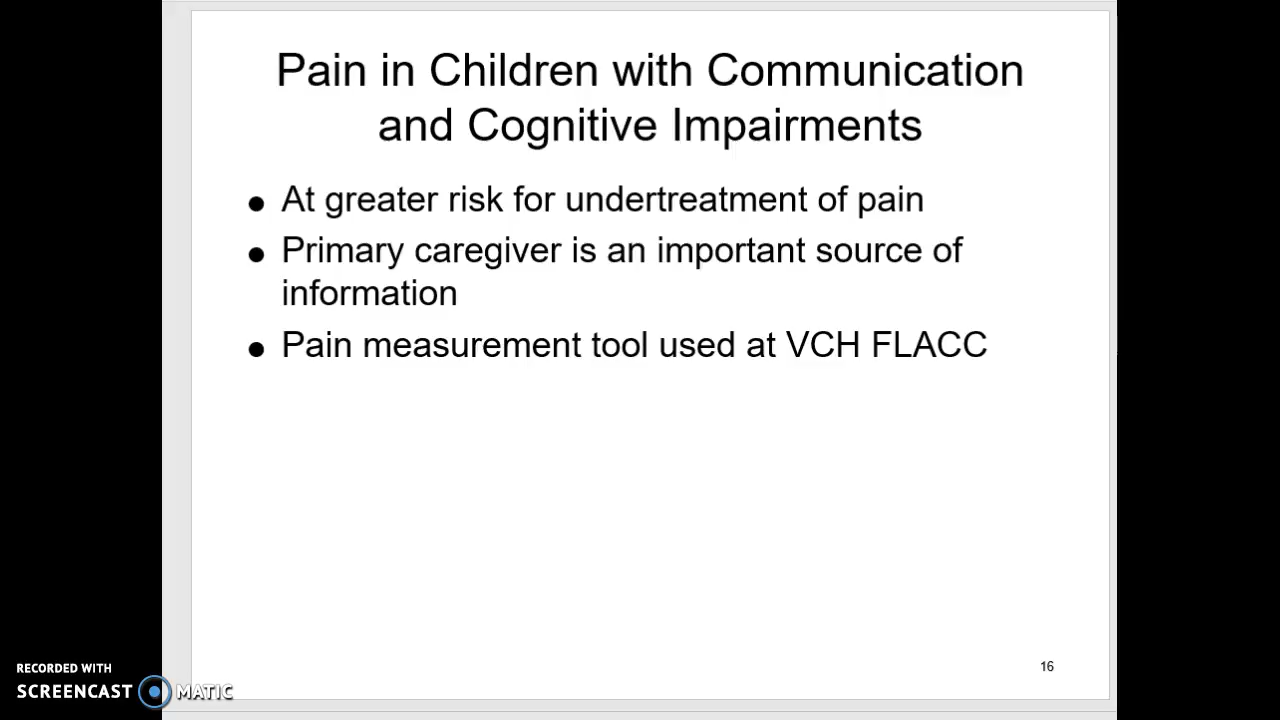 Pain in Children with Communication
and Cognitive Impairments
● At greater risk for undertreatment of pain
● Primary caregiver is an important source of
information
● Pain measurement tool used at VCH FLACC
16
RECORDED WITH
SCREENCAST MATIC